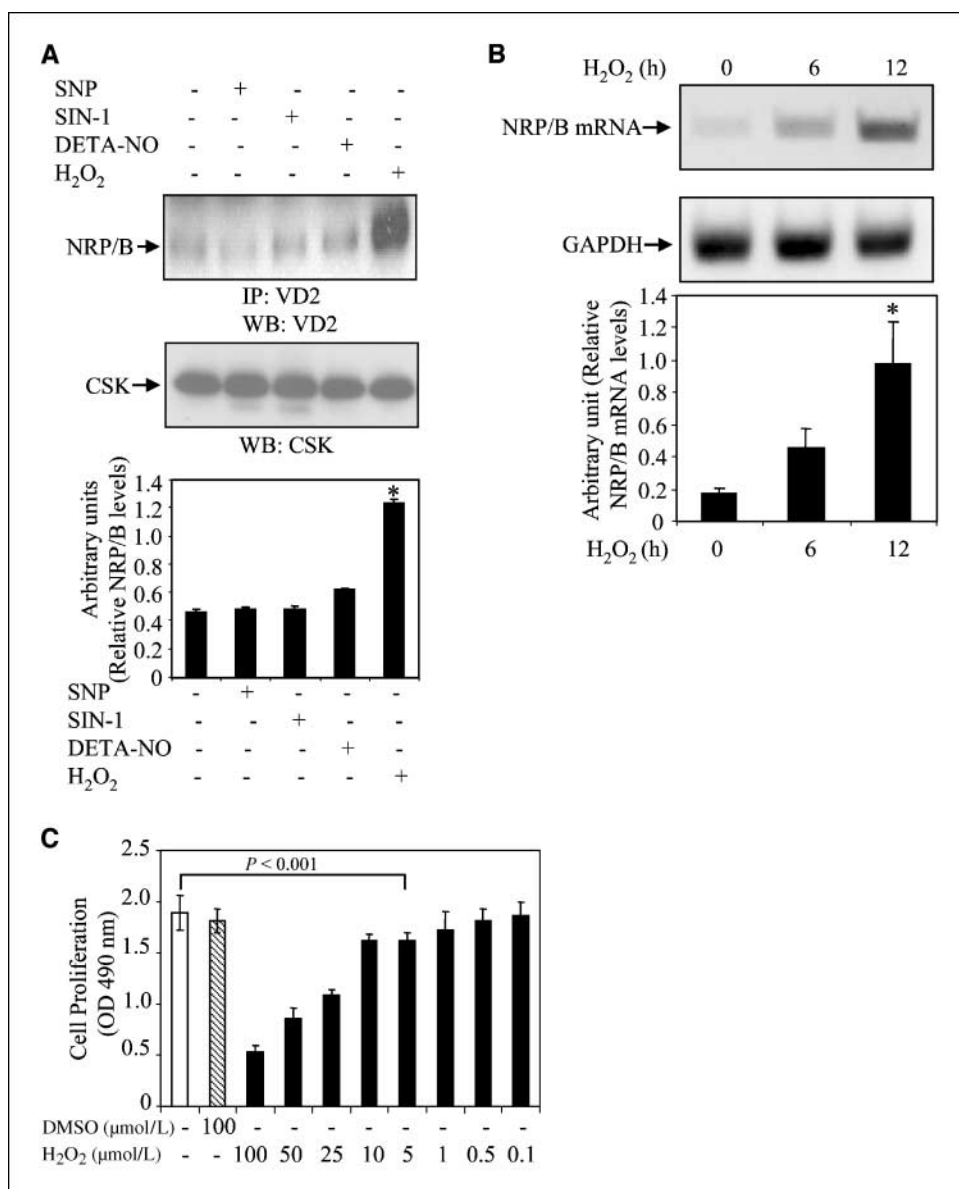 A
SNP - + - - -
SIN-1 - - + - -
DETA-NO - - - + -
H₂O₂ - - - - +
NRP/B
IP: VD2
WB: VD2
CSK
WB: CSK
Arbitrary units
(Relative NRP/B levels)
1.4
1.2
1.0
0.8
0.6
0.4
0.2
0
*
SNP - + - - -
SIN-1 - - + - -
DETA-NO - - - + -
H₂O₂ - - - - +
B
H₂O₂ (h) 0 6 12
NRP/B mRNA
GAPDH
Arbitrary unit (Relative
NRP/B mRNA levels)
1.4
1.2
1.0
0.8
0.6
0.4
0.2
0
*
H₂O₂ (h) 0 6 12
C
Cell Proliferation
(OD 490 nm)
2.5
2.0
1.5
1.0
0.5
0
P < 0.001
DMSO (μmol/L) - 100 - - - - - - - -
H₂O₂ (μmol/L) - - 100 50 25 10 5 1 0.5 0.1